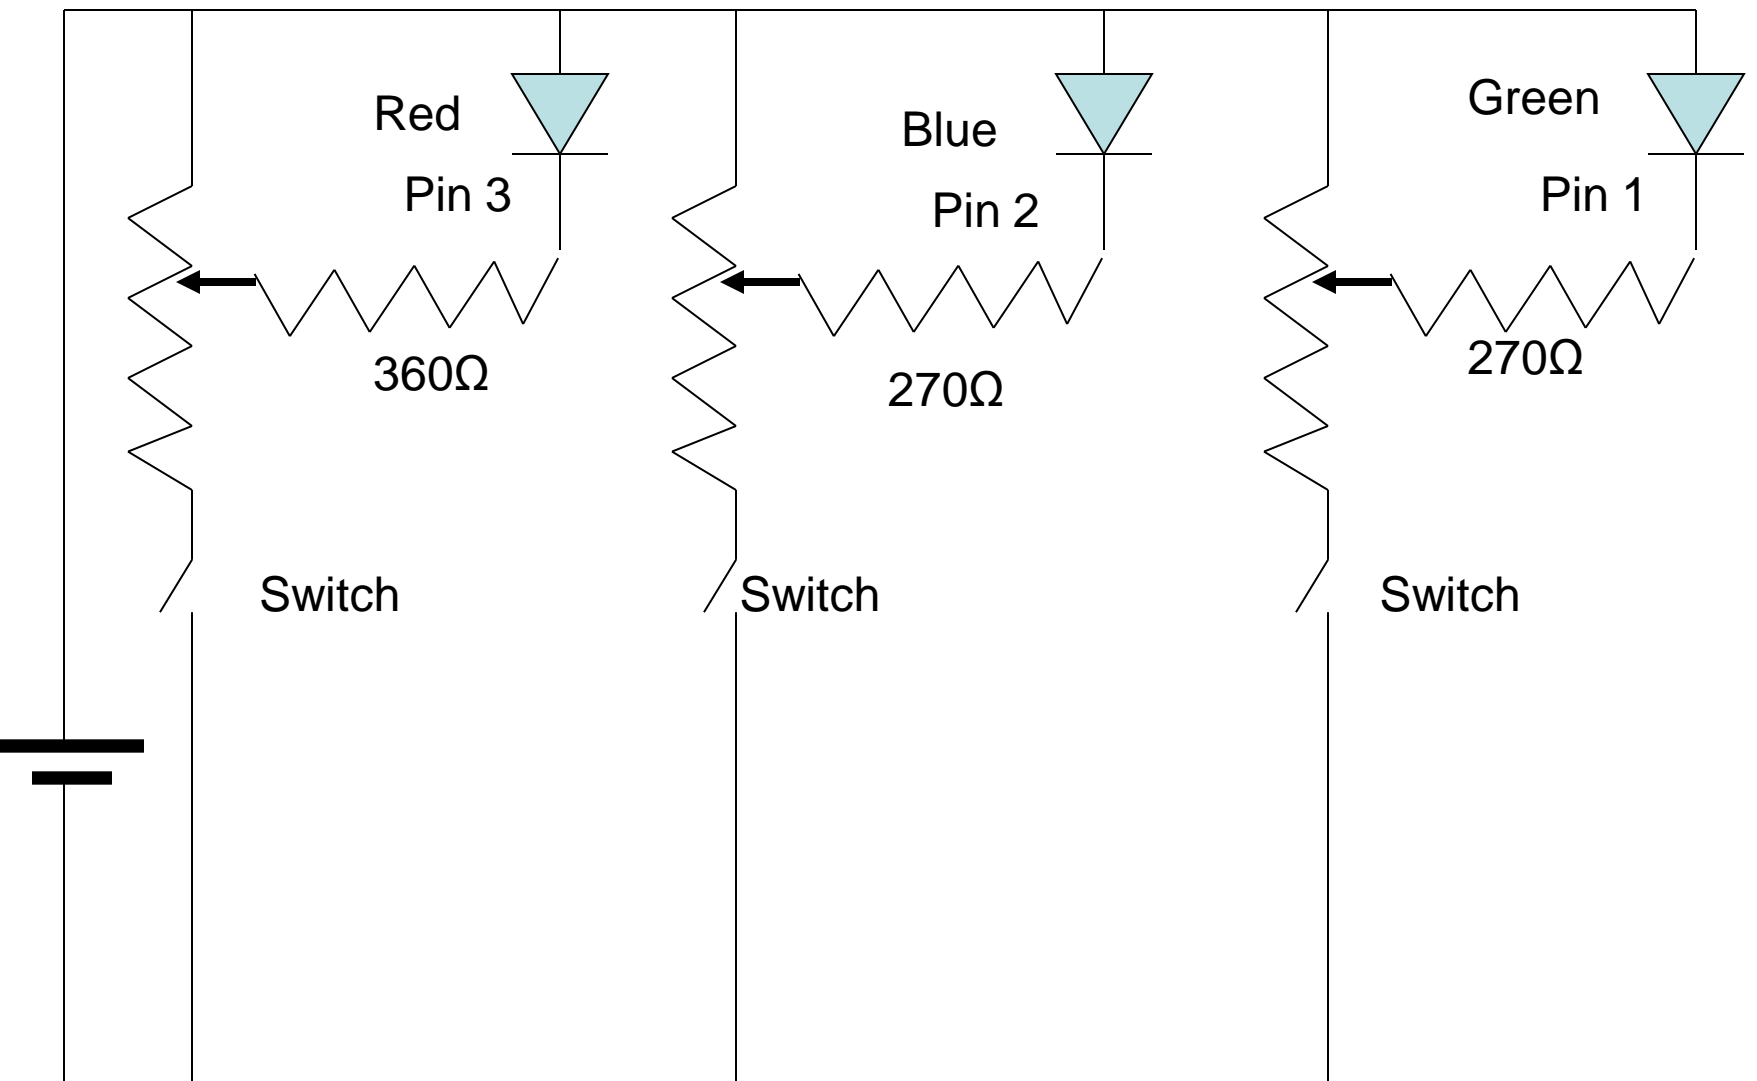 Red
Pin 3
360Ω
Switch
Blue
Pin 2
270Ω
Switch
Green
Pin 1
270Ω
Switch